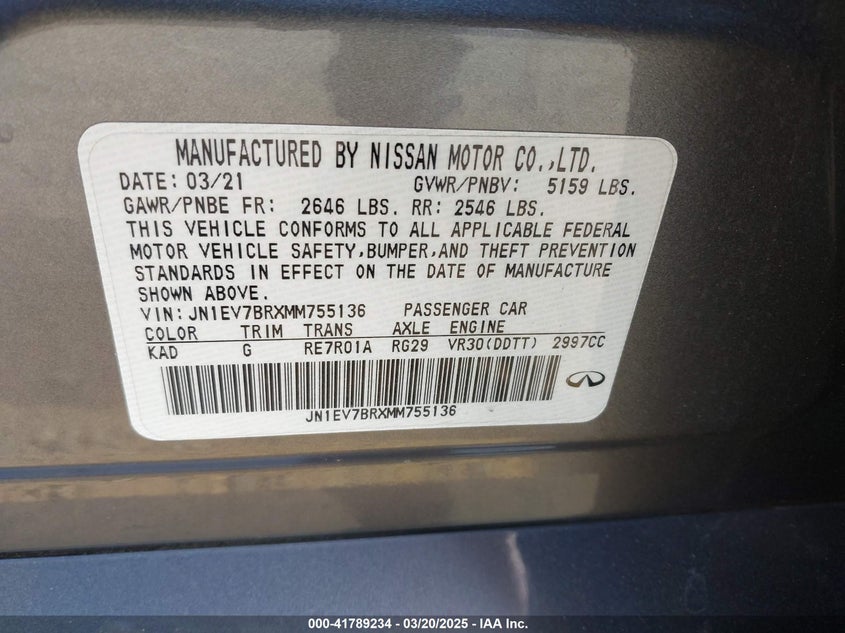 MANUFACTURED BY NISSAN MOTOR CO.,LTD.
DATE: 03/21 GVWR/PNBV: 5159 LBS.
GAWR/PNBE FR: 2646 LBS. RR: 2546 LBS.
THIS VEHICLE CONFORMS TO ALL APPLICABLE FEDERAL
MOTOR VEHICLE SAFETY,BUMPER,AND THEFT PREVENTION
STANDARDS IN EFFECT ON THE DATE OF MANUFACTURE
SHOWN ABOVE.
VIN:JN1EV7BRXMM755136 PASSENGER CAR
COLOR TRIM TRANS AXLE ENGINE
KAD G RE7R01A RG29 VR30(DDTT) 2997CC
JN1EV7BRXMM755136
000-41789234 - 03/20/2025 - IAA Inc.